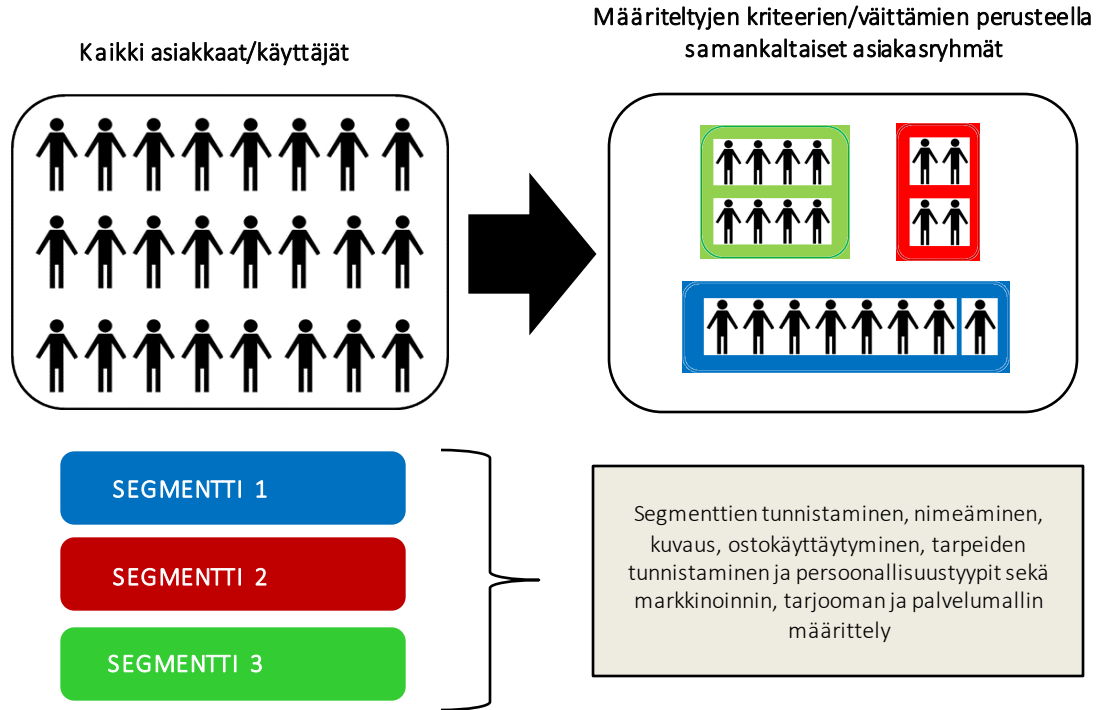 Kaikki asiakkaat/käyttäjät
Määriteltyjen kriteerien/väittämien perusteella
samankaltaiset asiakasryhmät
SEGMENTTI 1
SEGMENTTI 2
SEGMENTTI 3
Segmenttien tunnistaminen, nimeäminen,
kuvaus, ostokäyttäytyminen, tarpeiden
tunnistaminen ja persoonallisuustyypit sekä
markkinoinnin, tarjooman ja palvelumallin
määrittely